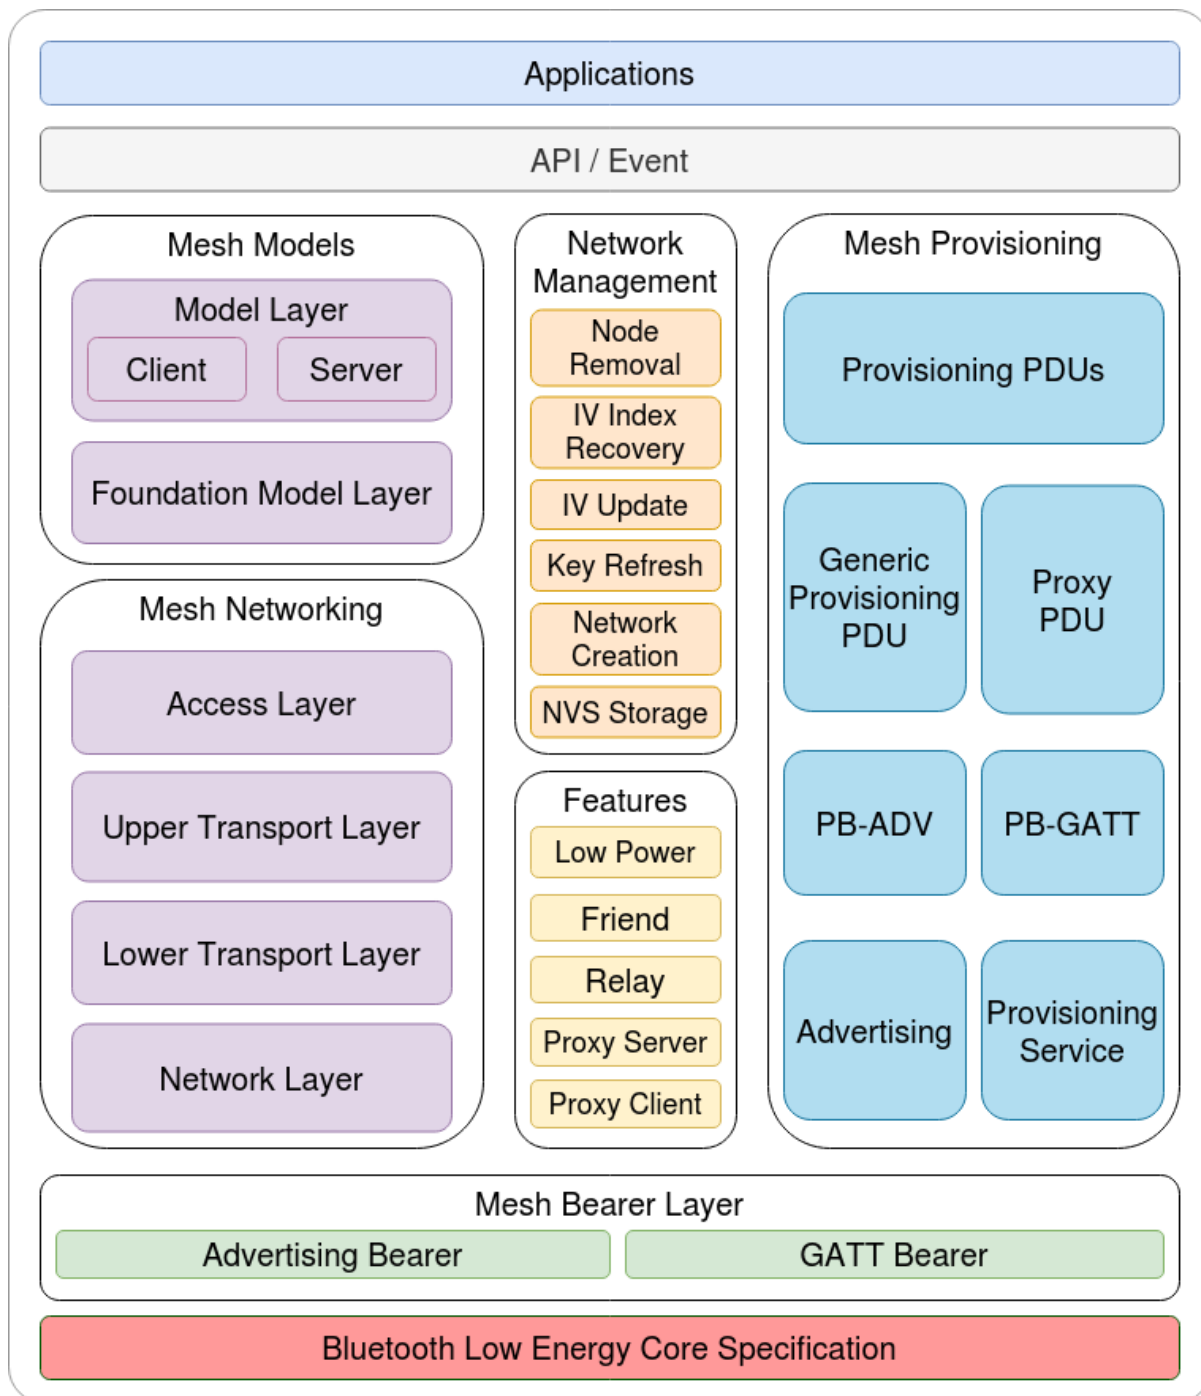 Applications
API / Event
Mesh Models
Model Layer
Client
Server
Foundation Model Layer
Mesh Networking
Access Layer
Upper Transport Layer
Lower Transport Layer
Network Layer
Network
Management
Node
Removal
IV Index
Recovery
IV Update
Key Refresh
Network
Creation
NVS Storage
Features
Low Power
Friend
Relay
Proxy Server
Proxy Client
Mesh Provisioning
Provisioning PDUs
Generic
Provisioning
PDU
Proxy
PDU
PB-ADV
PB-GATT
Advertising
Provisioning
Service
Mesh Bearer Layer
Advertising Bearer
GATT Bearer
Bluetooth Low Energy Core Specification